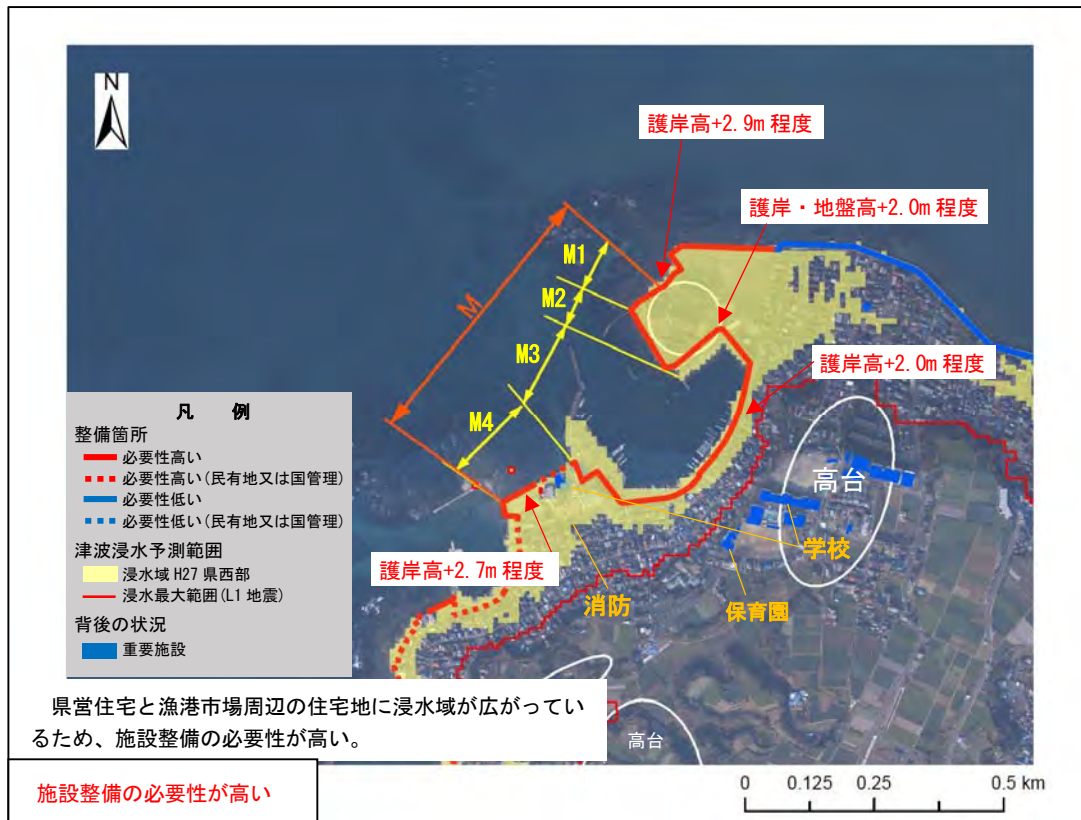 N
護岸高+2.9m 程度
護岸・地盤高+2.0m 程度
M1
M2
M
M3
護岸高+2.0m 程度
M4
凡 例
整備箇所
必要性高い
必要性高い(民有地又は国管理)
必要性低い
必要性低い(民有地又は国管理)
津波浸水予測範囲
浸水域 H27 県西部
浸水最大範囲(L1 地震)
背後の状況
重要施設
高台
学校
護岸高+2.7m 程度
消防
保育園
高台
県営住宅と漁港市場周辺の住宅地に浸水域が広がってい
るため、施設整備の必要性が高い。
施設整備の必要性が高い
0 0.125 0.25 0.5 km